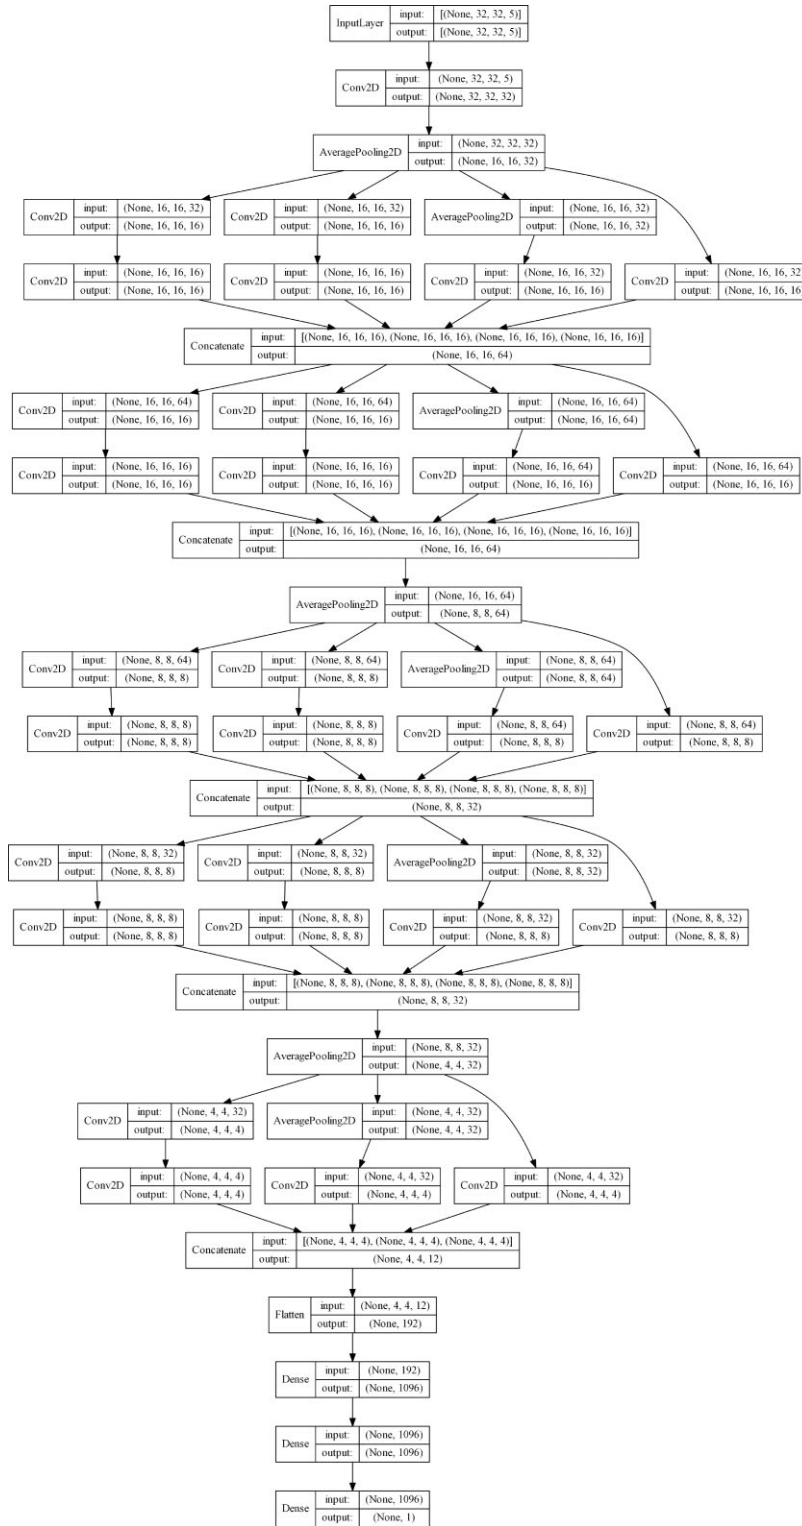 InputLayer input: [(None, 32, 32, 5)]
output: [(None, 32, 32, 5)]
Conv2D input: (None, 32, 32, 5)
output: (None, 32, 32, 32)
AveragePooling2D input: (None, 32, 32, 32)
output: (None, 16, 16, 32)
Conv2D input: (None, 16, 16, 32)
output: (None, 16, 16, 16)
Conv2D input: (None, 16, 16, 32)
output: (None, 16, 16, 16)
AveragePooling2D input: (None, 16, 16, 32)
output: (None, 16, 16, 32)
Conv2D input: (None, 16, 16, 16)
output: (None, 16, 16, 16)
Conv2D input: (None, 16, 16, 16)
output: (None, 16, 16, 16)
Conv2D input: (None, 16, 16, 32)
output: (None, 16, 16, 16)
Conv2D input: (None, 16, 16, 32)
output: (None, 16, 16, 16)
Concatenate input: [(None, 16, 16, 16), (None, 16, 16, 16), (None, 16, 16, 16), (None, 16, 16, 16)]
output: (None, 16, 16, 64)
Conv2D input: (None, 16, 16, 64)
output: (None, 16, 16, 16)
Conv2D input: (None, 16, 16, 64)
output: (None, 16, 16, 16)
AveragePooling2D input: (None, 16, 16, 64)
output: (None, 16, 16, 64)
Conv2D input: (None, 16, 16, 16)
output: (None, 16, 16, 16)
Conv2D input: (None, 16, 16, 16)
output: (None, 16, 16, 16)
Conv2D input: (None, 16, 16, 64)
output: (None, 16, 16, 16)
Conv2D input: (None, 16, 16, 64)
output: (None, 16, 16, 16)
Concatenate input: [(None, 16, 16, 16), (None, 16, 16, 16), (None, 16, 16, 16), (None, 16, 16, 16)]
output: (None, 16, 16, 64)
AveragePooling2D input: (None, 16, 16, 64)
output: (None, 8, 8, 64)
Conv2D input: (None, 8, 8, 64)
output: (None, 8, 8, 8)
Conv2D input: (None, 8, 8, 64)
output: (None, 8, 8, 8)
AveragePooling2D input: (None, 8, 8, 64)
output: (None, 8, 8, 64)
Conv2D input: (None, 8, 8, 8)
output: (None, 8, 8, 8)
Conv2D input: (None, 8, 8, 8)
output: (None, 8, 8, 8)
Conv2D input: (None, 8, 8, 64)
output: (None, 8, 8, 8)
Conv2D input: (None, 8, 8, 64)
output: (None, 8, 8, 8)
Concatenate input: [(None, 8, 8, 8), (None, 8, 8, 8), (None, 8, 8, 8), (None, 8, 8, 8)]
output: (None, 8, 8, 32)
Conv2D input: (None, 8, 8, 32)
output: (None, 8, 8, 8)
Conv2D input: (None, 8, 8, 32)
output: (None, 8, 8, 8)
AveragePooling2D input: (None, 8, 8, 32)
output: (None, 8, 8, 32)
Conv2D input: (None, 8, 8, 8)
output: (None, 8, 8, 8)
Conv2D input: (None, 8, 8, 8)
output: (None, 8, 8, 8)
Conv2D input: (None, 8, 8, 32)
output: (None, 8, 8, 8)
Conv2D input: (None, 8, 8, 32)
output: (None, 8, 8, 8)
Concatenate input: [(None, 8, 8, 8), (None, 8, 8, 8), (None, 8, 8, 8), (None, 8, 8, 8)]
output: (None, 8, 8, 32)
AveragePooling2D input: (None, 8, 8, 32)
output: (None, 4, 4, 32)
Conv2D input: (None, 4, 4, 32)
output: (None, 4, 4, 4)
AveragePooling2D input: (None, 4, 4, 32)
output: (None, 4, 4, 32)
Conv2D input: (None, 4, 4, 4)
output: (None, 4, 4, 4)
Conv2D input: (None, 4, 4, 32)
output: (None, 4, 4, 4)
Conv2D input: (None, 4, 4, 32)
output: (None, 4, 4, 4)
Concatenate input: [(None, 4, 4, 4), (None, 4, 4, 4), (None, 4, 4, 4)]
output: (None, 4, 4, 12)
Flatten input: (None, 4, 4, 12)
output: (None, 192)
Dense input: (None, 192)
output: (None, 1096)
Dense input: (None, 1096)
output: (None, 1096)
Dense input: (None, 1096)
output: (None, 1)